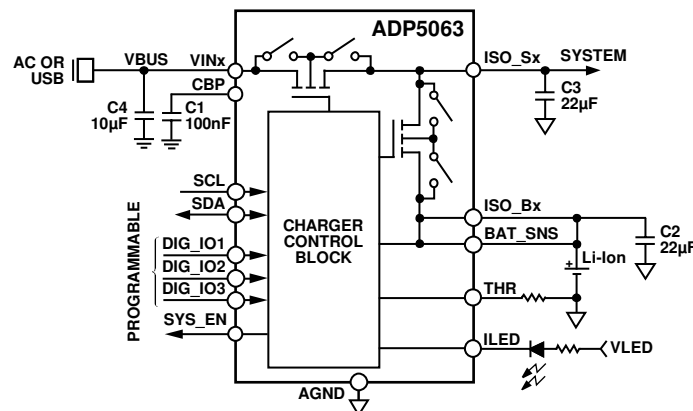 ADP5063
AC OR
USB
VBUS
VINx
CBP
C4
10µF
C1
100nF
ISO_Sx
SYSTEM
C3
22µF
SCL
SDA
PROGRAMMABLE
DIG_IO1
DIG_IO2
DIG_IO3
SYS_EN
CHARGER
CONTROL
BLOCK
ISO_Bx
BAT_SNS
C2
22µF
+
Li-Ion
THR
ILED
VLED
AGND